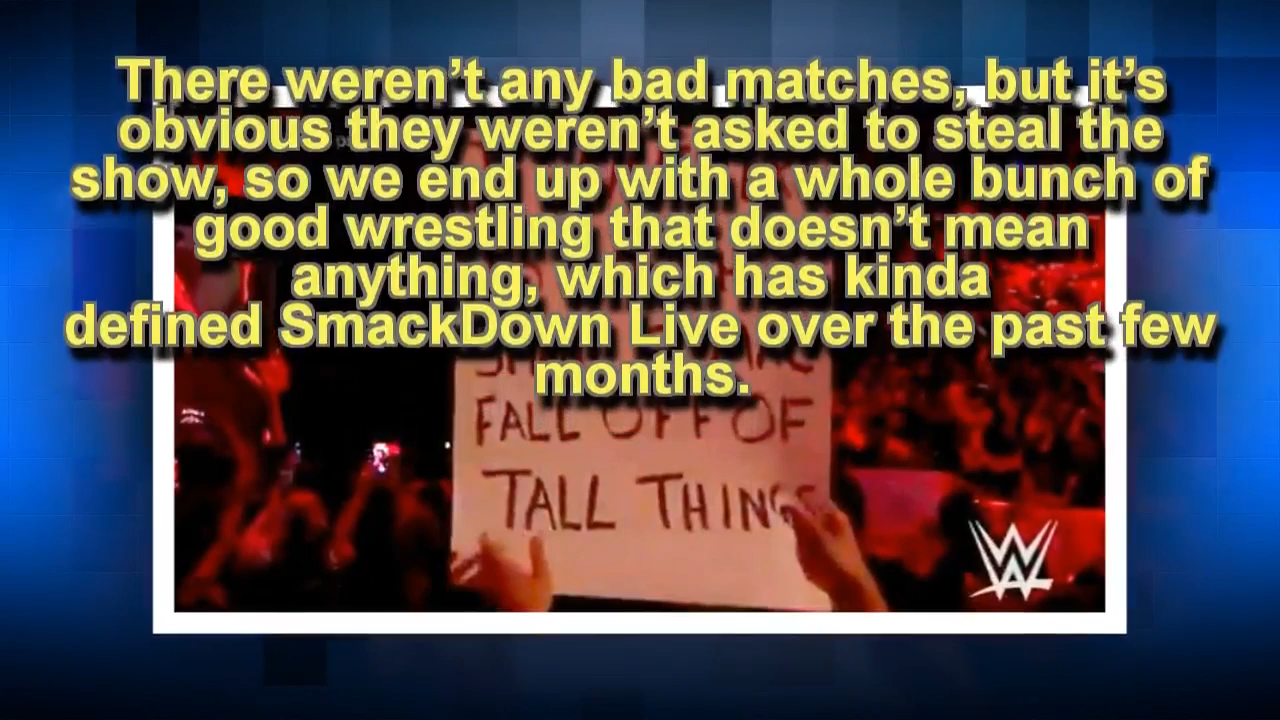 There weren’t any bad matches, but it’s
obvious they weren’t asked to steal the
show, so we end up with a whole bunch of
good wrestling that doesn’t mean
anything, which has kinda
defined SmackDown Live over the past few
months.
FALL OFF OF
TALL THINGS
W